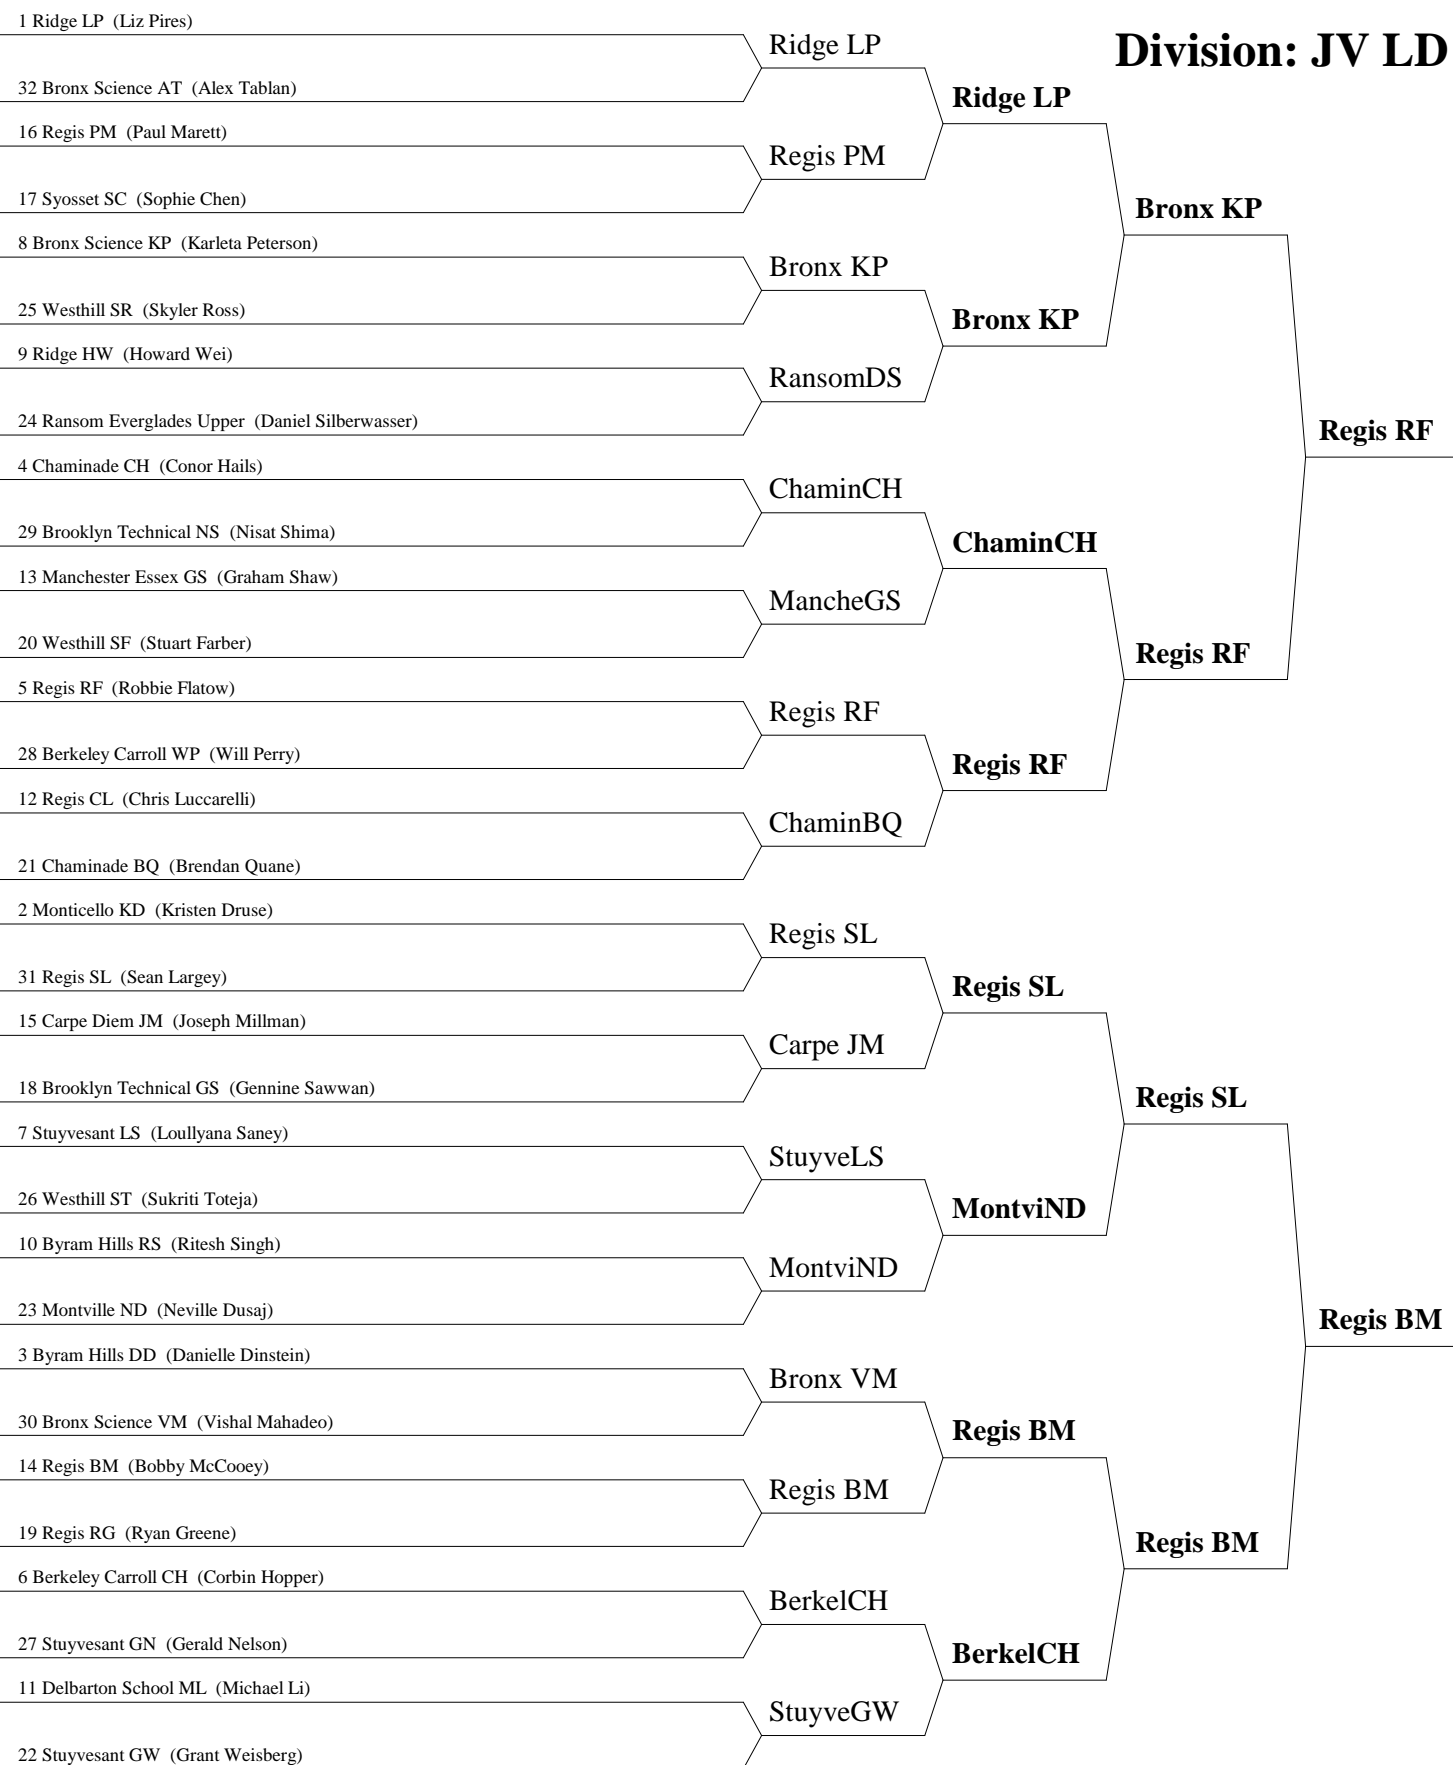 Division: JV LD
1 Ridge LP (Liz Pires)
32 Bronx Science AT (Alex Tablan)
16 Regis PM (Paul Marett)
17 Syosset SC (Sophie Chen)
8 Bronx Science KP (Karleta Peterson)
25 Westhill SR (Skyler Ross)
9 Ridge HW (Howard Wei)
24 Ransom Everglades Upper (Daniel Silberwasser)
4 Chaminade CH (Conor Hails)
29 Brooklyn Technical NS (Nisat Shima)
13 Manchester Essex GS (Graham Shaw)
20 Westhill SF (Stuart Farber)
5 Regis RF (Robbie Flatow)
28 Berkeley Carroll WP (Will Perry)
12 Regis CL (Chris Luccarelli)
21 Chaminade BQ (Brendan Quane)
2 Monticello KD (Kristen Druse)
31 Regis SL (Sean Largey)
15 Carpe Diem JM (Joseph Millman)
18 Brooklyn Technical GS (Gennine Sawwan)
7 Stuyvesant LS (Loullyana Saney)
26 Westhill ST (Sukriti Toteja)
10 Byram Hills RS (Ritesh Singh)
23 Montville ND (Neville Dusaj)
3 Byram Hills DD (Danielle Dinstein)
30 Bronx Science VM (Vishal Mahadeo)
14 Regis BM (Bobby McCooey)
19 Regis RG (Ryan Greene)
6 Berkeley Carroll CH (Corbin Hopper)
27 Stuyvesant GN (Gerald Nelson)
11 Delbarton School ML (Michael Li)
22 Stuyvesant GW (Grant Weisberg)
Ridge LP
Regis PM
Bronx KP
RansomDS
ChaminCH
MancheGS
Regis RF
ChaminBQ
Regis SL
Carpe JM
StuyveLS
MontviND
Bronx VM
Regis BM
BerkelCH
StuyveGW
Ridge LP
Bronx KP
ChaminCH
Regis RF
Regis SL
MontviND
Regis BM
BerkelCH
Bronx KP
Regis RF
Regis SL
Regis BM
Regis RF
Regis BM